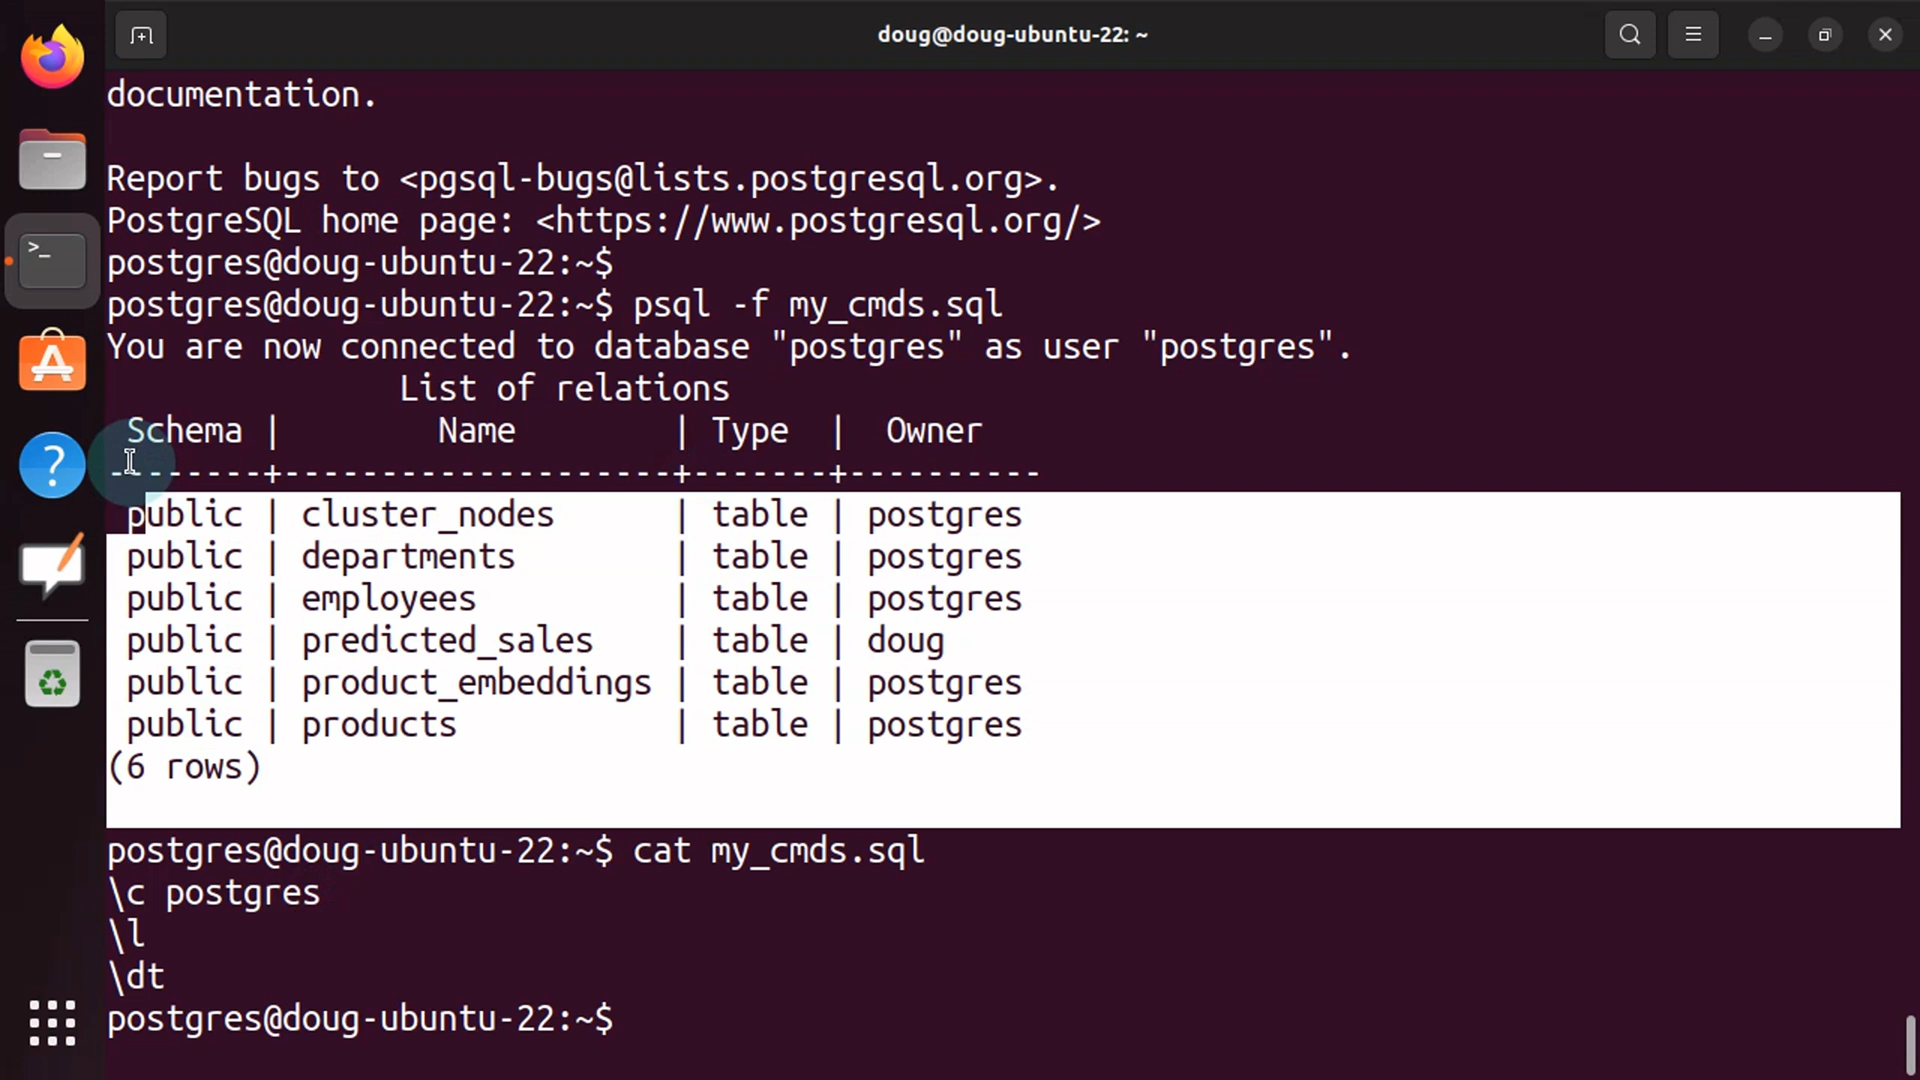 doug@doug-ubuntu-22: ~
documentation.
Report bugs to <pgsql-bugs@lists.postgresql.org>.
PostgreSQL home page: <https://www.postgresql.org/>
postgres@doug-ubuntu-22:~$
postgres@doug-ubuntu-22:~$ psql -f my_cmds.sql
You are now connected to database "postgres" as user "postgres".
List of relations
Schema | Name | Type | Owner
--------+--------------------+-------+----------
public | cluster_nodes | table | postgres
public | departments | table | postgres
public | employees | table | postgres
public | predicted_sales | table | doug
public | product_embeddings | table | postgres
public | products | table | postgres
(6 rows)
postgres@doug-ubuntu-22:~$ cat my_cmds.sql
\c postgres
\l
\dt
postgres@doug-ubuntu-22:~$